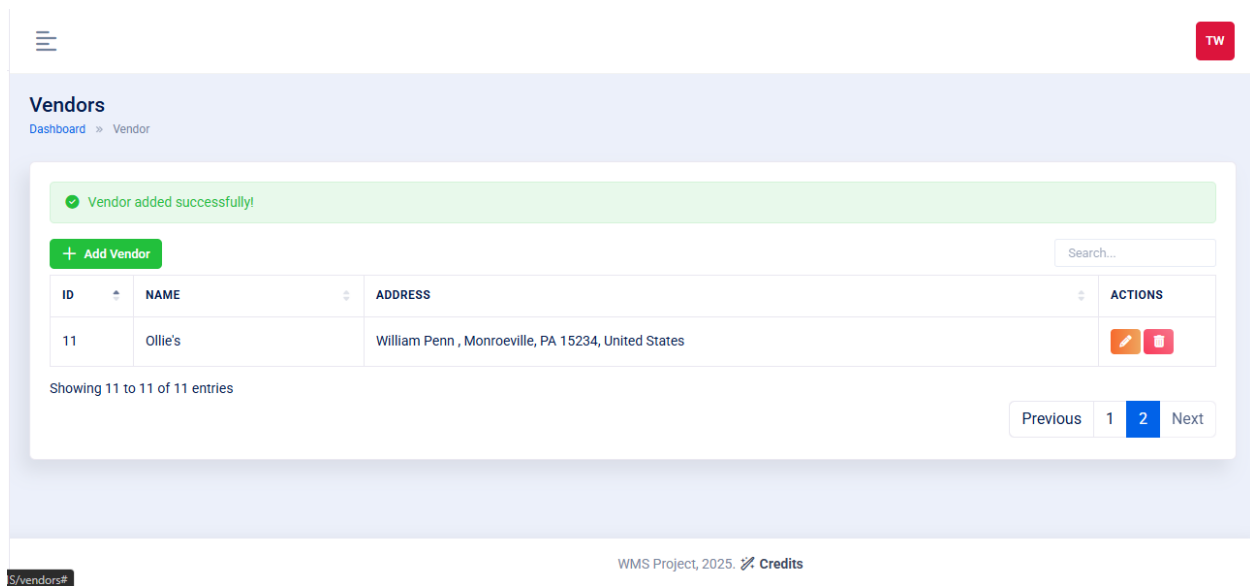 TW
Vendors
Dashboard » Vendor
Vendor added successfully!
+ Add Vendor
Search...
ID NAME ADDRESS ACTIONS
11 Ollie's William Penn , Monroeville, PA 15234, United States
Showing 11 to 11 of 11 entries
Previous 1 2 Next
WMS Project, 2025. Credits
S/vendors#